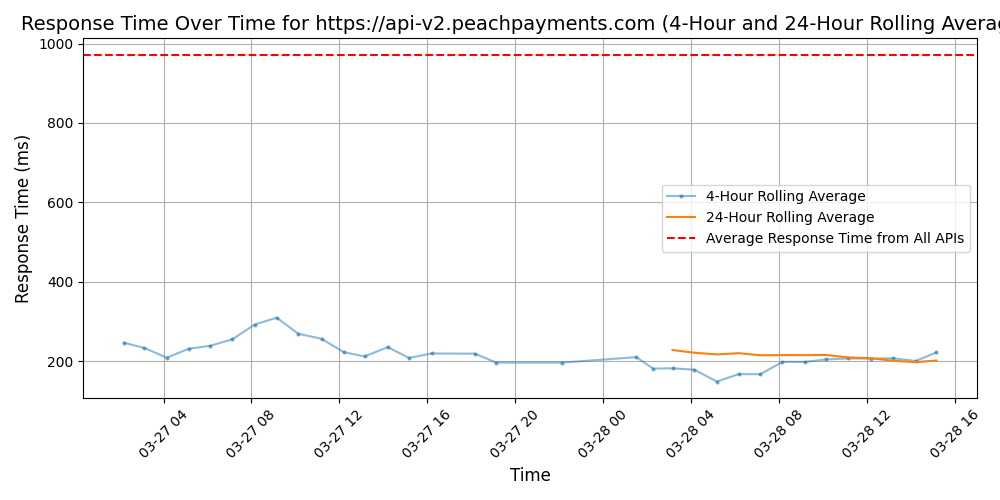 Response Time Over Time for https://api-v2.peachpayments.com (4-Hour and 24-Hour Rolling Averag
Response Time (ms)
1000
800
600
400
200
4-Hour Rolling Average
24-Hour Rolling Average
Average Response Time from All APIs
03-27 04
03-27 08
03-27 12
03-27 16
03-27 20
03-28 00
03-28 04
03-28 08
03-28 12
03-28 16
Time